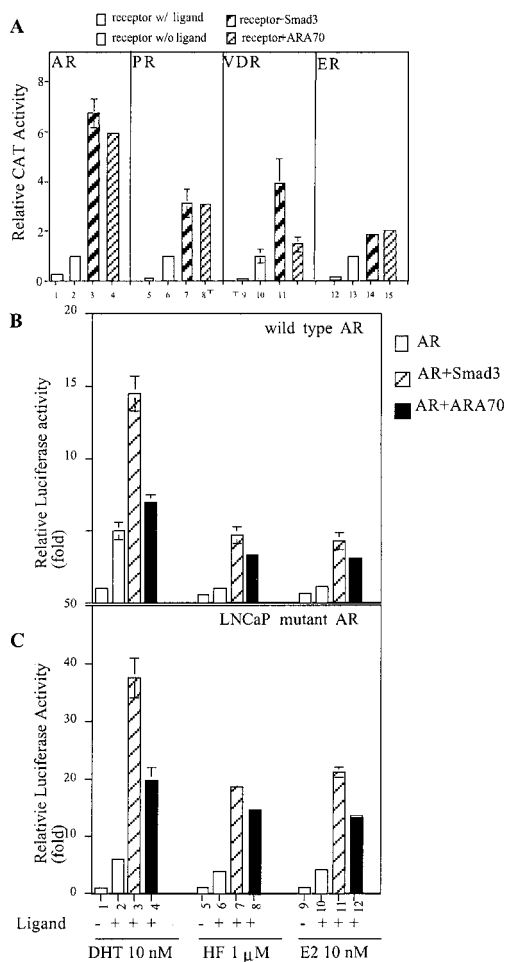 A
receptor w/ ligand
receptor+Smad3
receptor w/o ligand
receptor+ARA70
AR
PR
VDR
ER
Relative CAT Activity
8
6
4
2
0
1 2 3 4 5 6 7 8 9 10 11 12 13 14 15
B
wild type AR
AR
AR+Smad3
AR+ARA70
Relative Luciferase activity
(fold)
20
15
10
5
C
LNCaP mutant AR
Relativie Luciferase Activity
(fold)
50
40
30
20
10
0
1 2 3 4 5 6 7 8 9 10 11 12
Ligand - + + + - + + + - + + +
DHT 10 nM HF 1 μM E2 10 nM